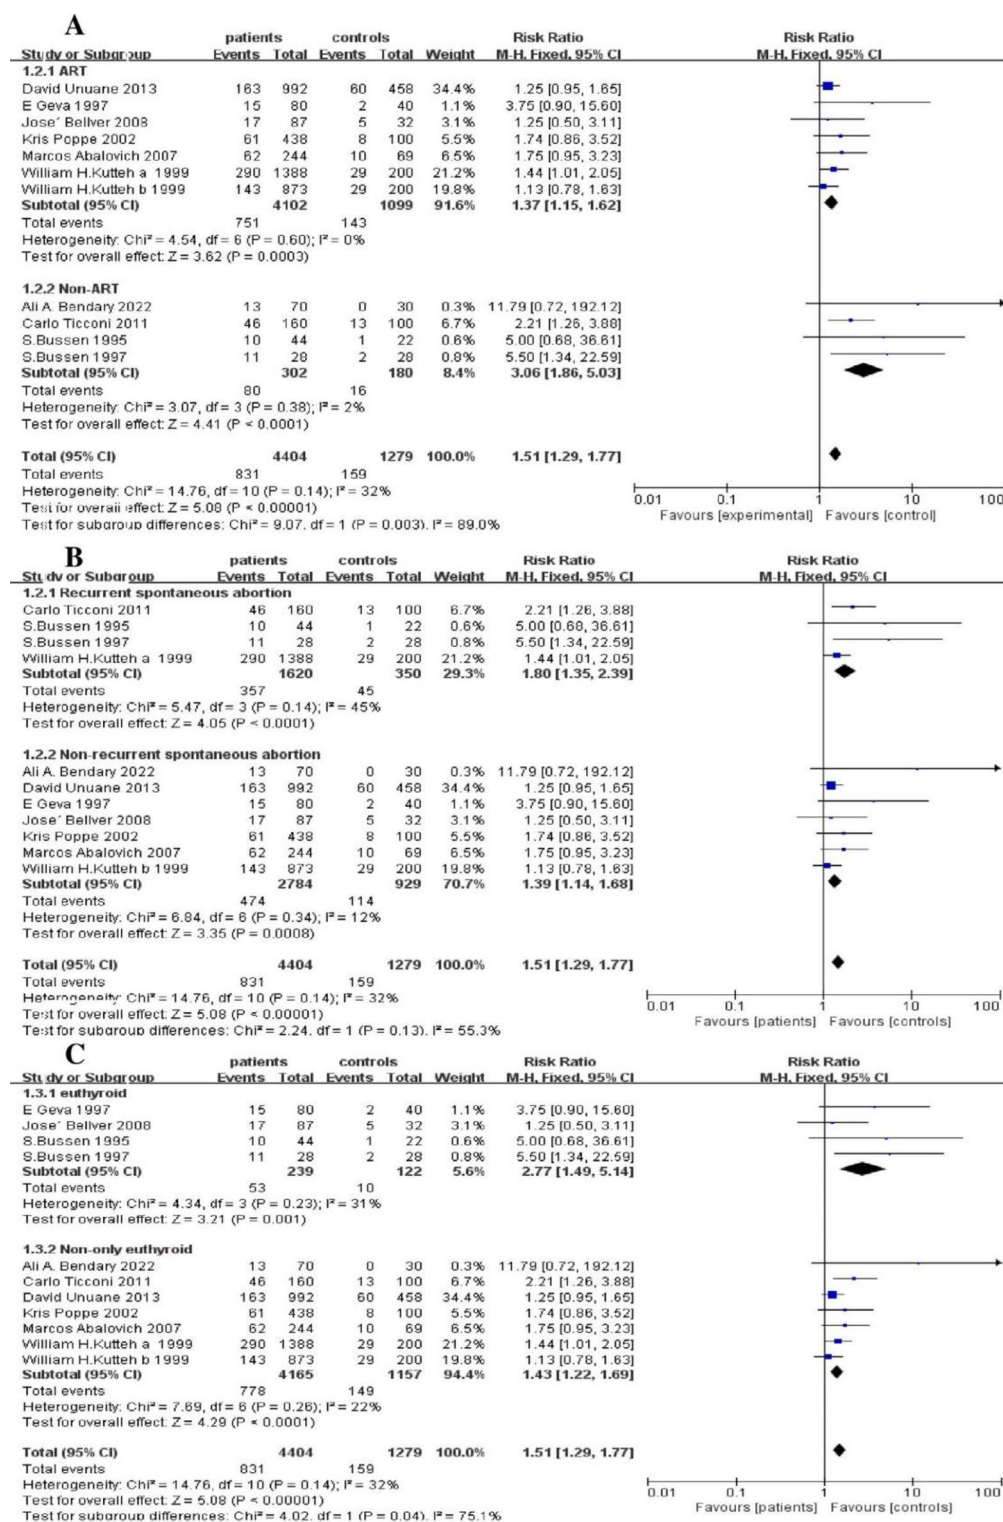 A
patients controls Risk Ratio Risk Ratio
Study or Subgroup Events Total Events Total Weight M-H, Fixed, 95% CI M-H, Fixed, 95% CI
1.2.1 ART
David Unuane 2013 163 992 60 458 34.4% 1.25 [0.95, 1.65]
E Geva 1997 15 80 2 40 1.1% 3.75 [0.90, 15.60]
Jose´ Bellver 2008 17 87 5 32 3.1% 1.25 [0.50, 3.11]
Kris Poppe 2002 61 438 8 100 5.5% 1.74 [0.86, 3.52]
Marcos Abalovich 2007 62 244 10 69 6.5% 1.75 [0.95, 3.23]
William H.Kutteh a 1999 290 1388 29 200 21.2% 1.44 [1.01, 2.05]
William H.Kutteh b 1999 143 873 29 200 19.8% 1.13 [0.78, 1.63]
Subtotal (95% CI) 4102 1099 91.6% 1.37 [1.15, 1.62]
Total events 751 143
Heterogeneity: Chi² = 4.54, df = 6 (P = 0.60); I² = 0%
Test for overall effect: Z = 3.62 (P = 0.0003)
1.2.2 Non-ART
Ali A. Bendary 2022 13 70 0 30 0.3% 11.79 [0.72, 192.12]
Carlo Ticconi 2011 46 160 13 100 6.7% 2.21 [1.26, 3.88]
S.Bussen 1995 10 44 1 22 0.6% 5.00 [0.68, 36.61]
S.Bussen 1997 11 28 2 28 0.8% 5.50 [1.34, 22.59]
Subtotal (95% CI) 302 180 8.4% 3.06 [1.86, 5.03]
Total events 80 16
Heterogeneity: Chi² = 3.07, df = 3 (P = 0.38); I² = 2%
Test for overall effect: Z = 4.41 (P < 0.0001)
Total (95% CI) 4404 1279 100.0% 1.51 [1.29, 1.77]
Total events 831 159
Heterogeneity: Chi² = 14.76, df = 10 (P = 0.14); I² = 32%
Test for overall effect: Z = 5.08 (P < 0.00001)
Test for subgroup differences: Chi² = 9.07, df = 1 (P = 0.003), I² = 89.0%
0.01 0.1 1 10 100
Favours [experimental] Favours [control]
B
patients controls Risk Ratio Risk Ratio
Study or Subgroup Events Total Events Total Weight M-H, Fixed, 95% CI M-H, Fixed, 95% CI
1.2.1 Recurrent spontaneous abortion
Carlo Ticconi 2011 46 160 13 100 6.7% 2.21 [1.26, 3.88]
S.Bussen 1995 10 44 1 22 0.6% 5.00 [0.68, 36.61]
S.Bussen 1997 11 28 2 28 0.8% 5.50 [1.34, 22.59]
William H.Kutteh a 1999 290 1388 29 200 21.2% 1.44 [1.01, 2.05]
Subtotal (95% CI) 1620 350 29.3% 1.80 [1.35, 2.39]
Total events 357 45
Heterogeneity: Chi² = 5.47, df = 3 (P = 0.14); I² = 45%
Test for overall effect: Z = 4.05 (P < 0.0001)
1.2.2 Non-recurrent spontaneous abortion
Ali A. Bendary 2022 13 70 0 30 0.3% 11.79 [0.72, 192.12]
David Unuane 2013 163 992 60 458 34.4% 1.25 [0.95, 1.65]
E Geva 1997 15 80 2 40 1.1% 3.75 [0.90, 15.60]
Jose´ Bellver 2008 17 87 5 32 3.1% 1.25 [0.50, 3.11]
Kris Poppe 2002 61 438 8 100 5.5% 1.74 [0.86, 3.52]
Marcos Abalovich 2007 62 244 10 69 6.5% 1.75 [0.95, 3.23]
William H.Kutteh b 1999 143 873 29 200 19.8% 1.13 [0.78, 1.63]
Subtotal (95% CI) 2784 929 70.7% 1.39 [1.14, 1.68]
Total events 474 114
Heterogeneity: Chi² = 6.84, df = 6 (P = 0.34); I² = 12%
Test for overall effect: Z = 3.35 (P = 0.0008)
Total (95% CI) 4404 1279 100.0% 1.51 [1.29, 1.77]
Total events 831 159
Heterogeneity: Chi² = 14.76, df = 10 (P = 0.14); I² = 32%
Test for overall effect: Z = 5.08 (P < 0.00001)
Test for subgroup differences: Chi² = 2.24, df = 1 (P = 0.13), I² = 55.3%
0.01 0.1 1 10 100
Favours [patients] Favours [controls]
C
patients controls Risk Ratio Risk Ratio
Study or Subgroup Events Total Events Total Weight M-H, Fixed, 95% CI M-H, Fixed, 95% CI
1.3.1 euthyroid
E Geva 1997 15 80 2 40 1.1% 3.75 [0.90, 15.60]
Jose´ Bellver 2008 17 87 5 32 3.1% 1.25 [0.50, 3.11]
S.Bussen 1995 10 44 1 22 0.6% 5.00 [0.68, 36.61]
S.Bussen 1997 11 28 2 28 0.8% 5.50 [1.34, 22.59]
Subtotal (95% CI) 239 122 5.6% 2.77 [1.49, 5.14]
Total events 53 10
Heterogeneity: Chi² = 4.34, df = 3 (P = 0.23); I² = 31%
Test for overall effect: Z = 3.21 (P = 0.001)
1.3.2 Non-only euthyroid
Ali A. Bendary 2022 13 70 0 30 0.3% 11.79 [0.72, 192.12]
Carlo Ticconi 2011 46 160 13 100 6.7% 2.21 [1.26, 3.88]
David Unuane 2013 163 992 60 458 34.4% 1.25 [0.95, 1.65]
Kris Poppe 2002 61 438 8 100 5.5% 1.74 [0.86, 3.52]
Marcos Abalovich 2007 62 244 10 69 6.5% 1.75 [0.95, 3.23]
William H.Kutteh a 1999 290 1388 29 200 21.2% 1.44 [1.01, 2.05]
William H.Kutteh b 1999 143 873 29 200 19.8% 1.13 [0.78, 1.63]
Subtotal (95% CI) 4165 1157 94.4% 1.43 [1.22, 1.69]
Total events 778 149
Heterogeneity: Chi² = 7.69, df = 6 (P = 0.26); I² = 22%
Test for overall effect: Z = 4.29 (P < 0.0001)
Total (95% CI) 4404 1279 100.0% 1.51 [1.29, 1.77]
Total events 831 159
Heterogeneity: Chi² = 14.76, df = 10 (P = 0.14); I² = 32%
Test for overall effect: Z = 5.08 (P < 0.00001)
Test for subgroup differences: Chi² = 4.02, df = 1 (P = 0.04), I² = 75.1%
0.01 0.1 1 10 100
Favours [patients] Favours [controls]